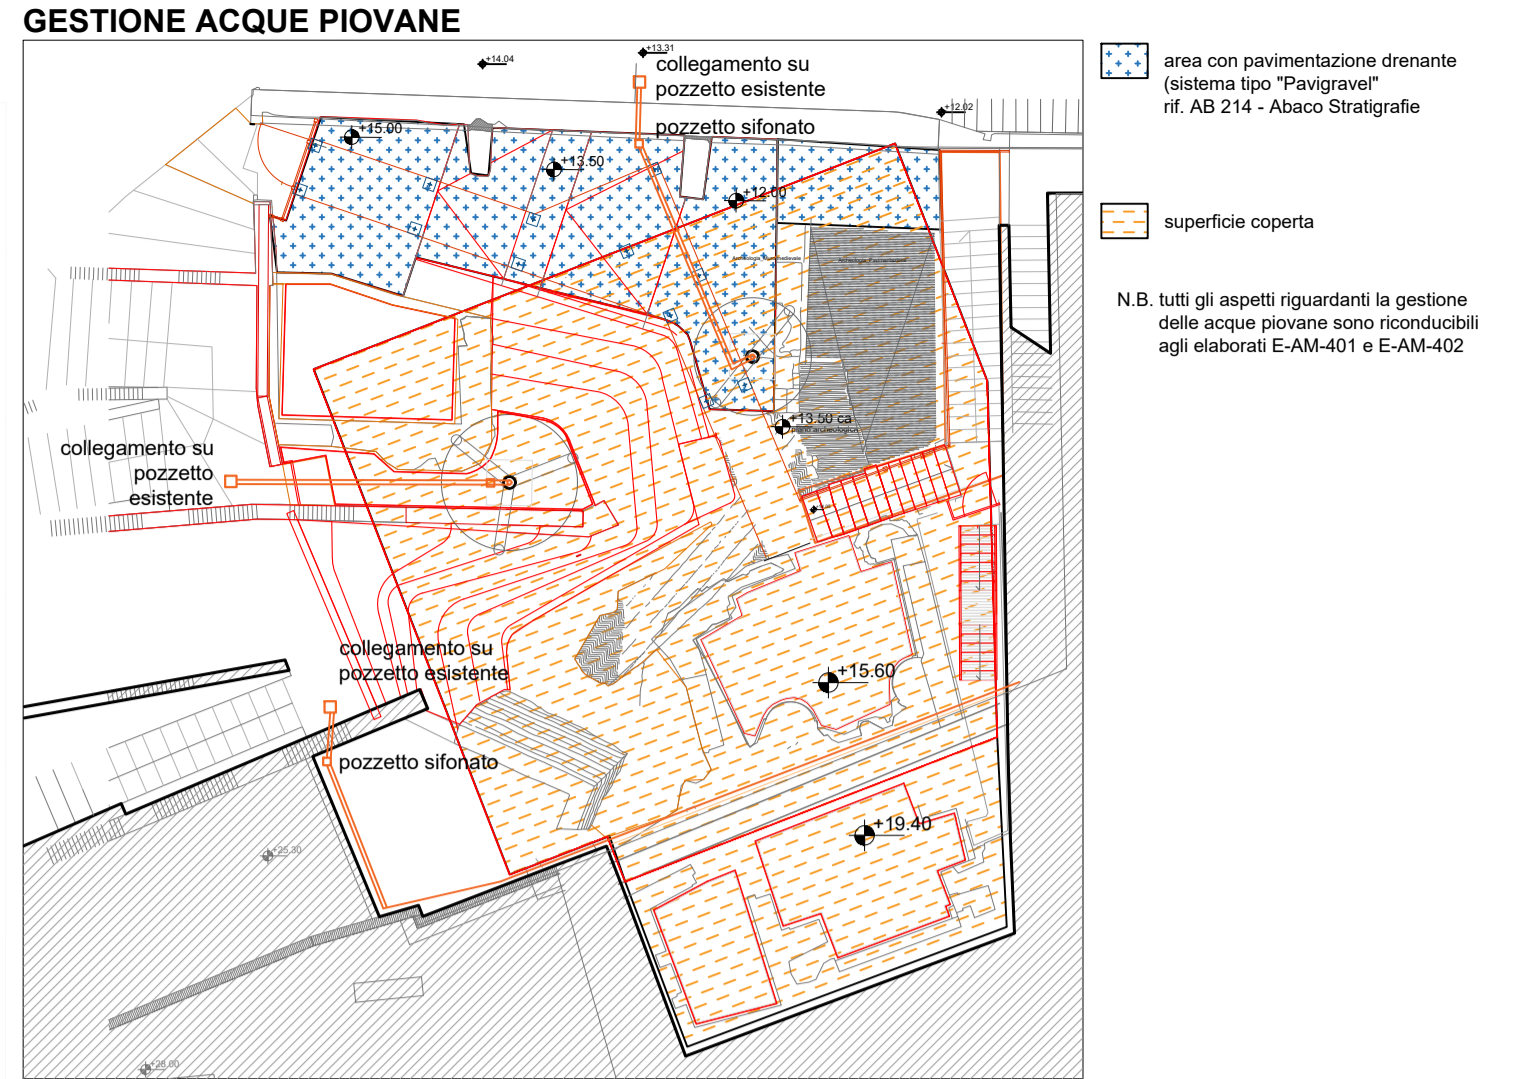 GESTIONE ACQUE PIOVANE
+14.04
+13.31
collegamento su
pozzetto esistente
pozzetto sifonato
+12.02
+15.00
+13.50
+12.00
+13.50 ca
piano archeologico
collegamento su
pozzetto
esistente
collegamento su
pozzetto esistente
pozzetto sifonato
+15.60
+19.40
+25.30
+28.00
area con pavimentazione drenante
(sistema tipo "Pavigravel"
rif. AB 214 - Abaco Stratigrafie
superficie coperta
N.B. tutti gli aspetti riguardanti la gestione
delle acque piovane sono riconducibili
agli elaborati E-AM-401 e E-AM-402